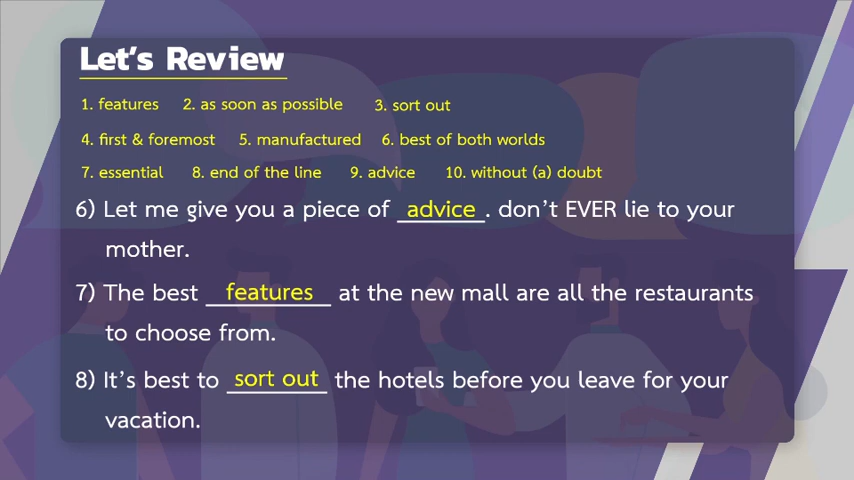 Let's Review
1. features 2. as soon as possible 3. sort out
4. first & foremost 5. manufactured 6. best of both worlds
7. essential 8. end of the line 9. advice 10. without (a) doubt
6) Let me give you a piece of advice. don't EVER lie to your
mother.
7) The best features at the new mall are all the restaurants
to choose from.
8) It's best to sort out the hotels before you leave for your
vacation.